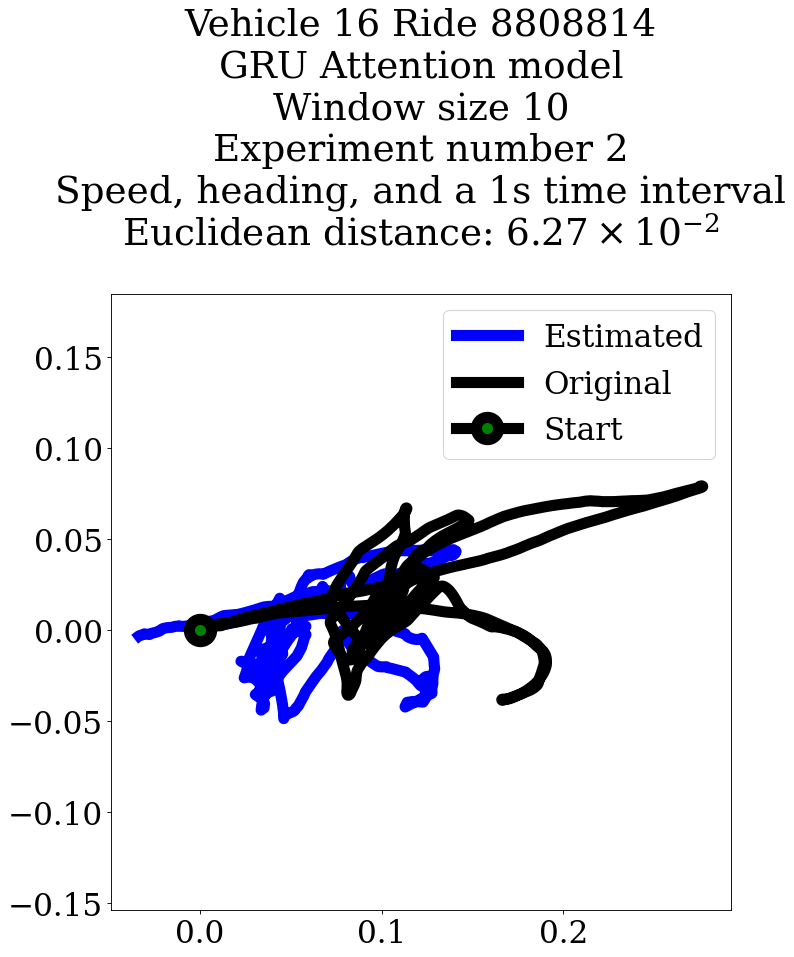 Vehicle 16 Ride 8808814
GRU Attention model
Window size 10
Experiment number 2
Speed, heading, and a 1s time interval
Euclidean distance: 6.27 × 10⁻²
Estimated
Original
Start
0.15
0.10
0.05
0.00
−0.05
−0.10
−0.15
0.0 0.1 0.2